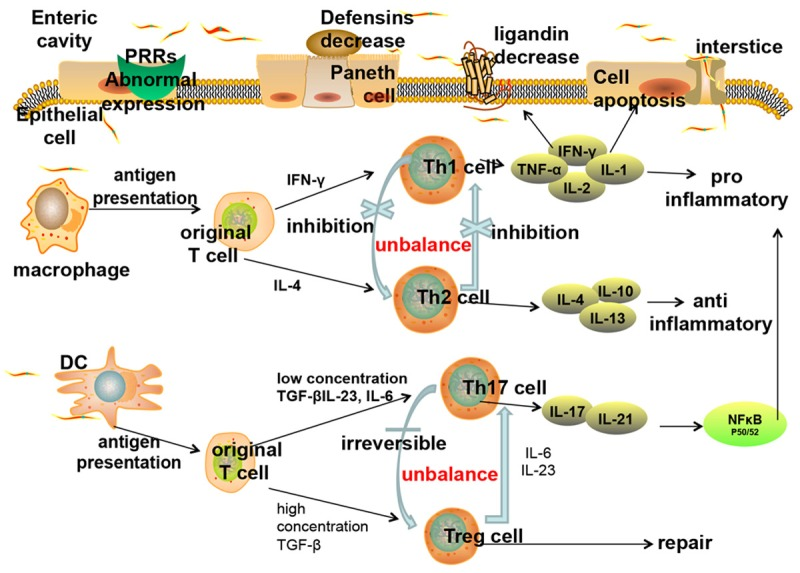 Enteric
cavity
PRRs
Abnormal
expression
Epithelial
cell
Defensins
decrease
Paneth
cell
ligandin
decrease
Cell
apoptosis
interstice
macrophage
antigen
presentation
original
T cell
IFN-γ
IL-4
inhibition
unbalance
inhibition
Th1 cell
Th2 cell
IFN-γ
TNF-α
IL-1
IL-2
pro
inflammatory
IL-4
IL-10
IL-13
anti
inflammatory
DC
antigen
presentation
original
T cell
low concentration
TGF-βIL-23, IL-6
high
concentration
TGF-β
irreversible
unbalance
Th17 cell
IL-6
IL-23
Treg cell
IL-17
IL-21
NFκB
P50/52
repair